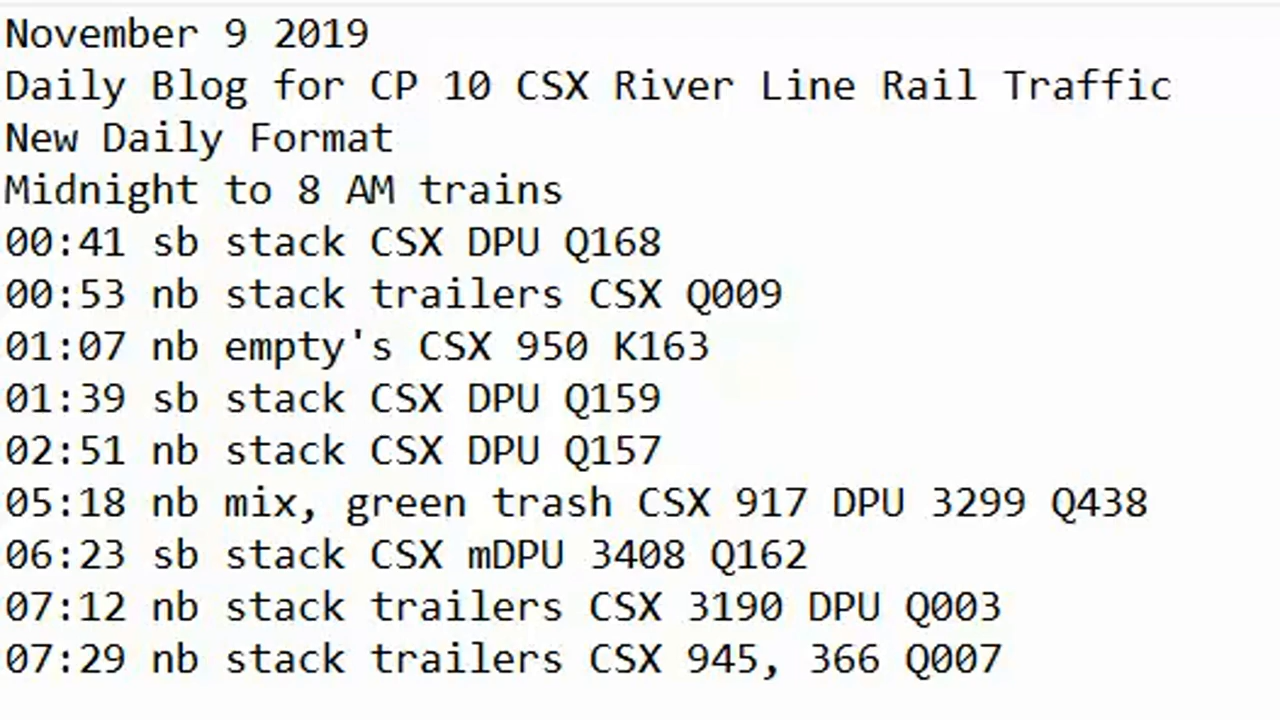 November 9 2019
Daily Blog for CP 10 CSX River Line Rail Traffic
New Daily Format
Midnight to 8 AM trains
00:41 sb stack CSX DPU Q168
00:53 nb stack trailers CSX Q009
01:07 nb empty's CSX 950 K163
01:39 sb stack CSX DPU Q159
02:51 nb stack CSX DPU Q157
05:18 nb mix, green trash CSX 917 DPU 3299 Q438
06:23 sb stack CSX mDPU 3408 Q162
07:12 nb stack trailers CSX 3190 DPU Q003
07:29 nb stack trailers CSX 945, 366 Q007